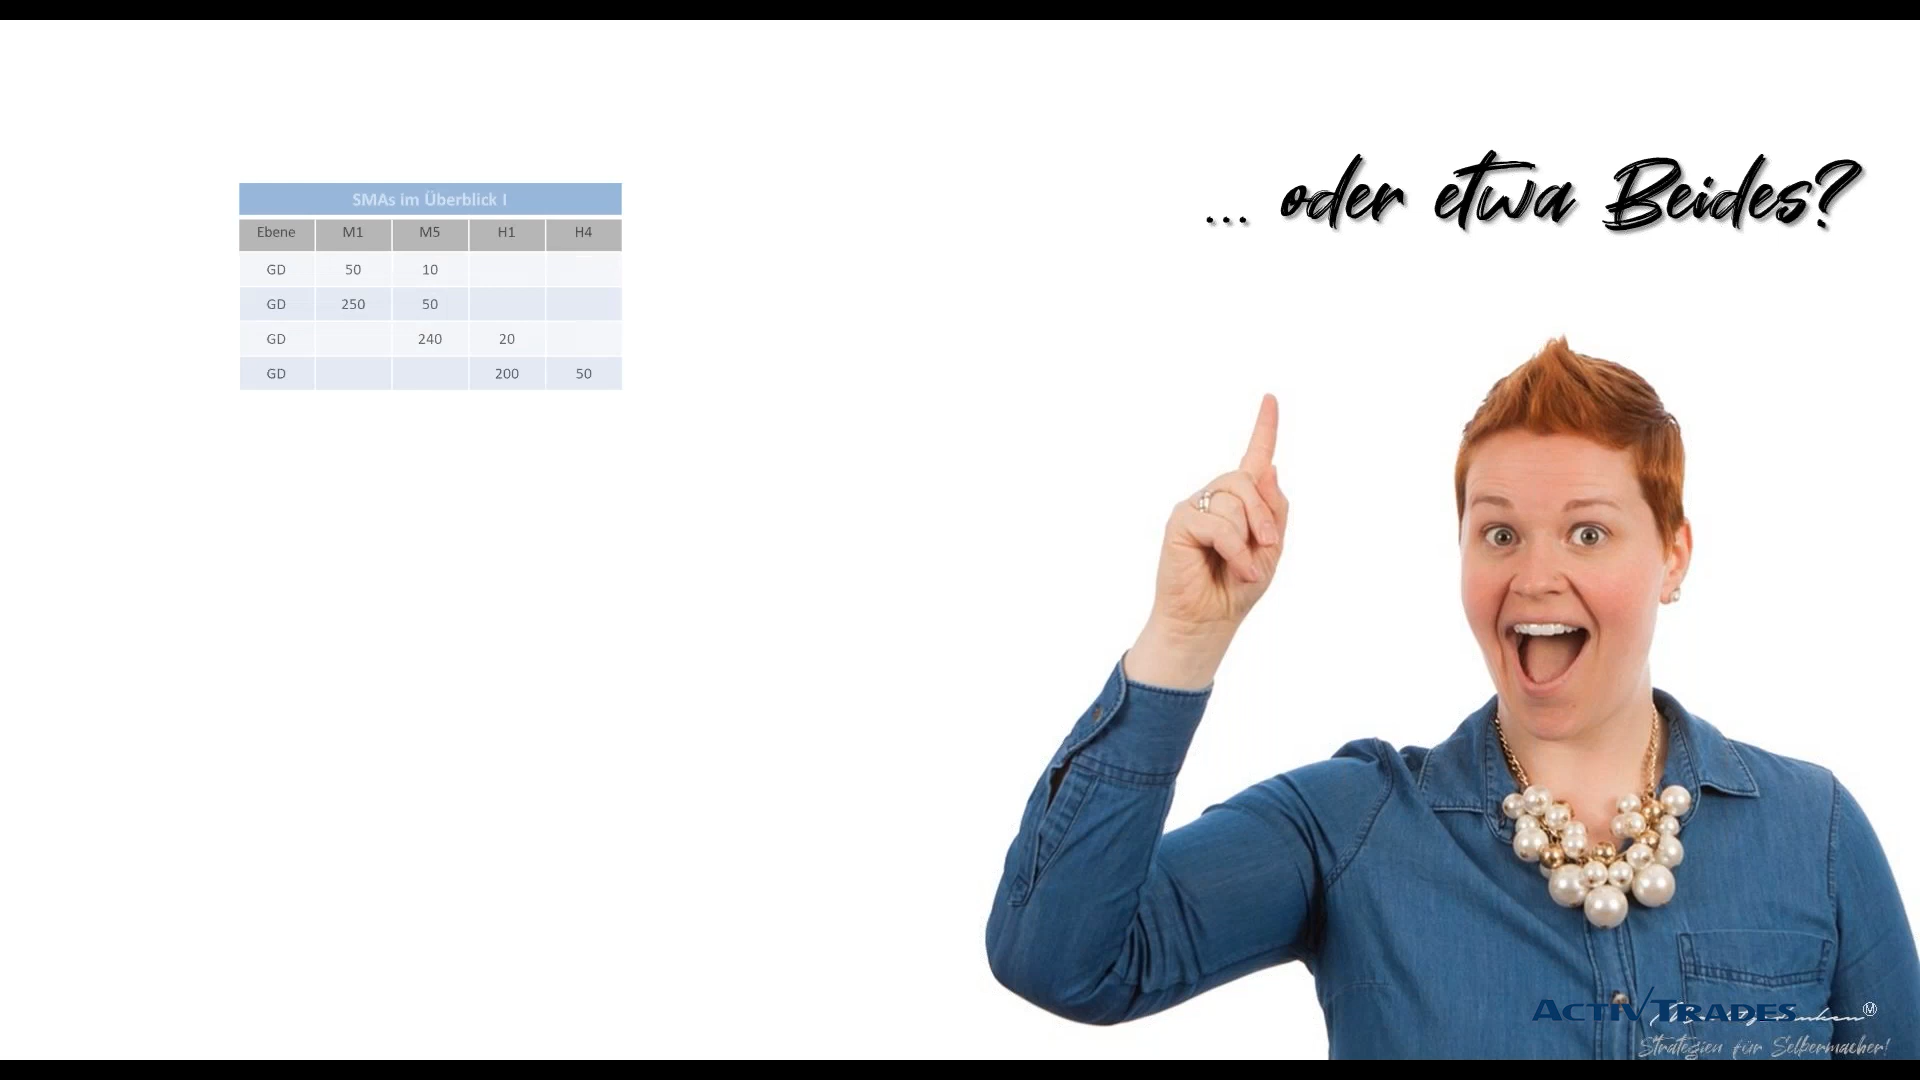 ... oder etwa Beides?
SMAs im Überblick I
Ebene M1 M5 H1 H4
GD 50 10
GD 250 50
GD 240 20
GD 200 50
ACTIVTRADES
Strategien für Selbermacher!